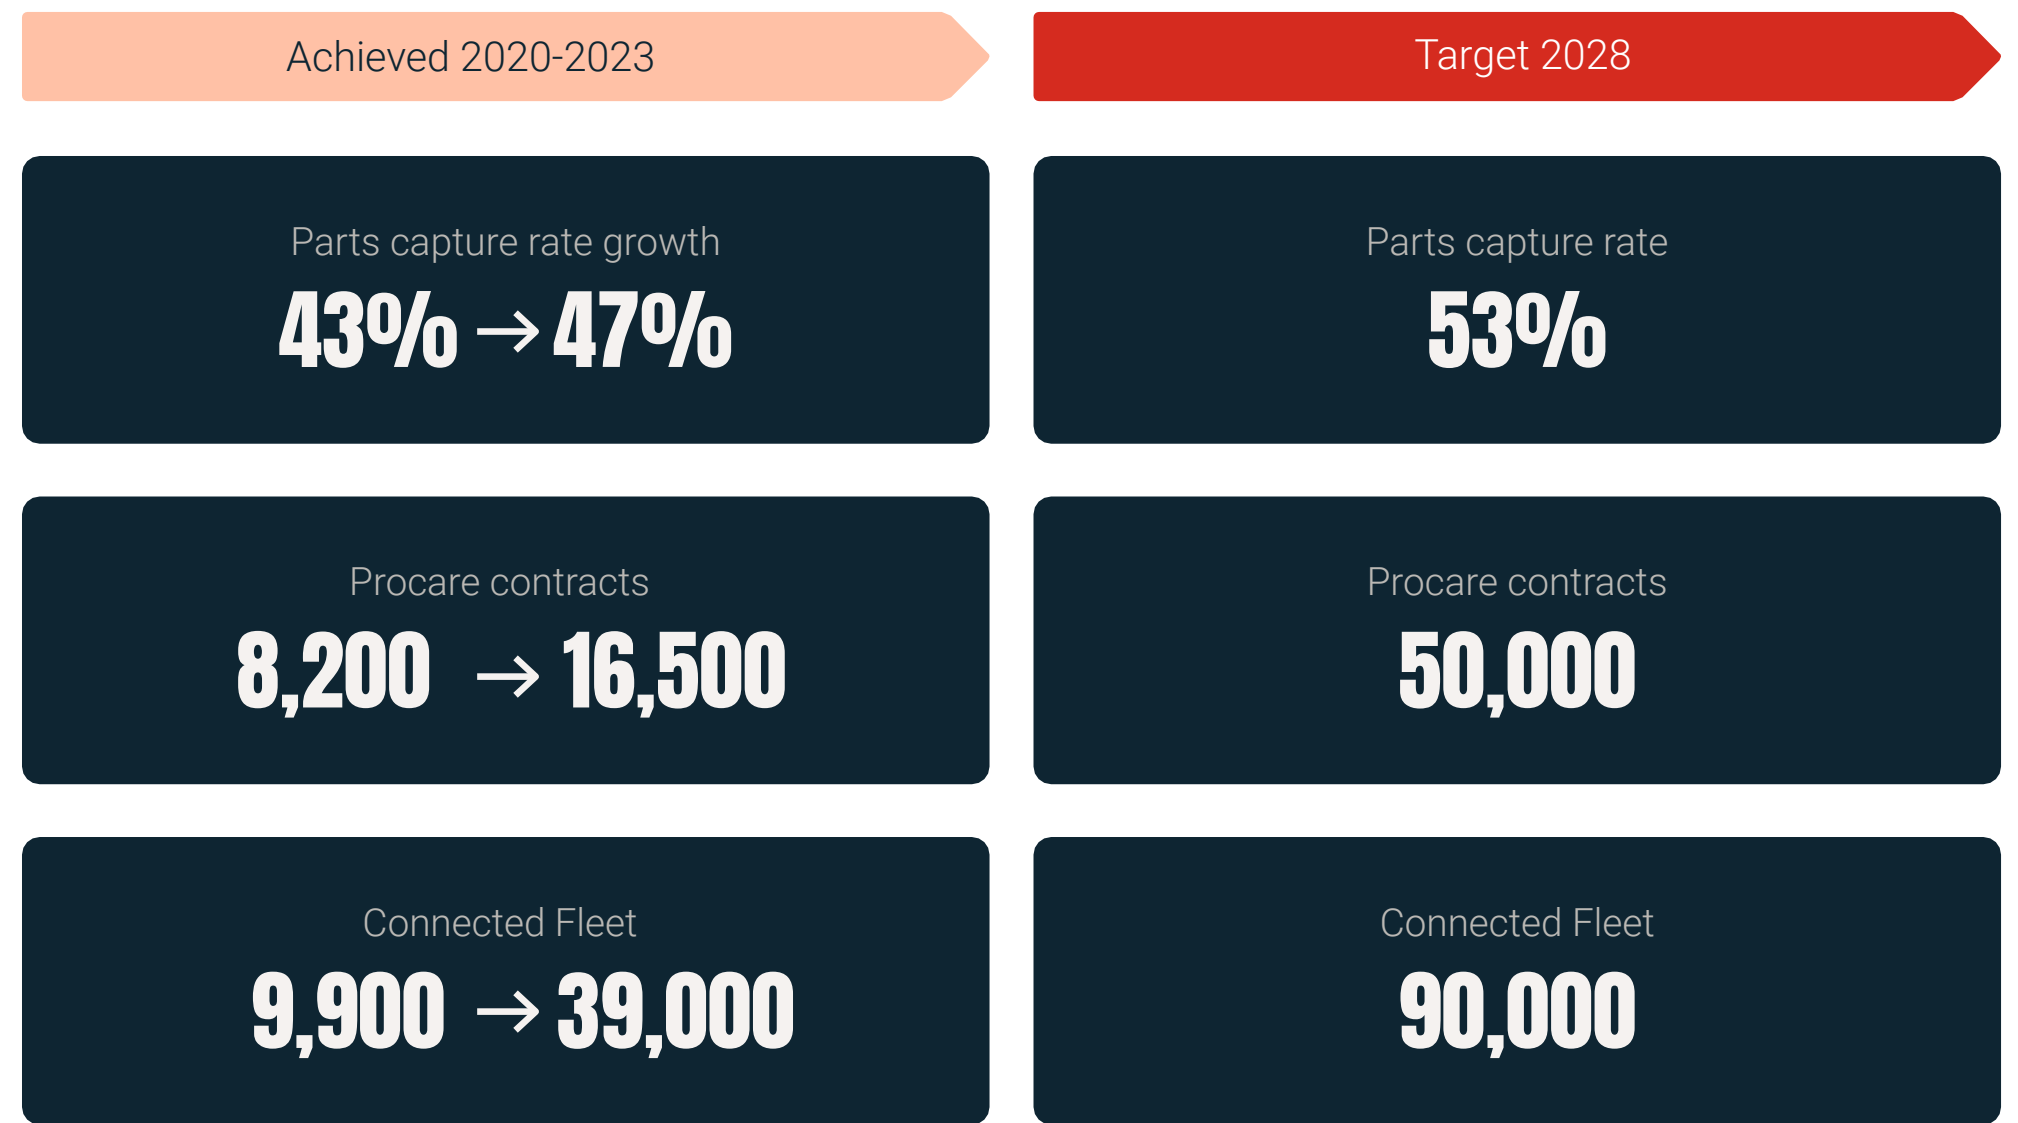 Achieved 2020-2023
Target 2028
Parts capture rate growth
43% → 47%
Parts capture rate
53%
Procare contracts
8,200 → 16,500
Procare contracts
50,000
Connected Fleet
9,900 → 39,000
Connected Fleet
90,000